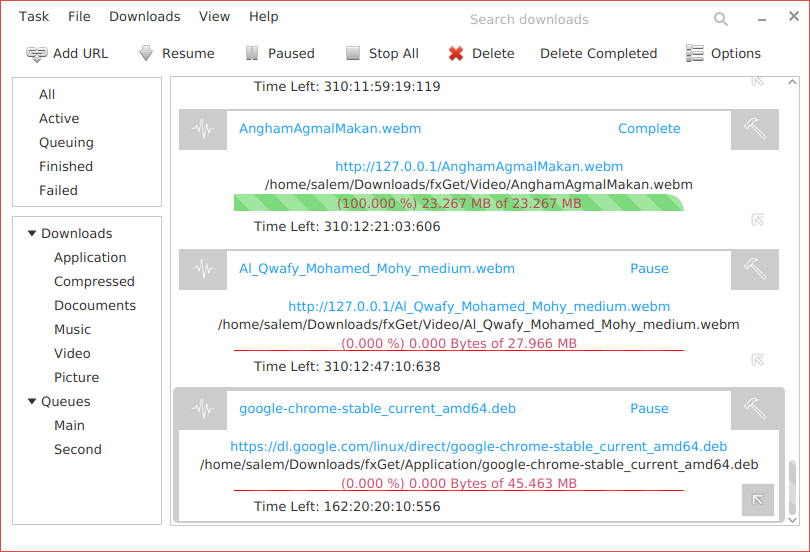 Task File Downloads View Help Search downloads
Add URL Resume Paused Stop All Delete Delete Completed Options
All
Active
Queuing
Finished
Failed
Downloads
Application
Compressed
Docouments
Music
Video
Picture
Queues
Main
Second
Time Left: 310:11:59:19:119
AnghamAgmalMakan.webm Complete
http://127.0.0.1/AnghamAgmalMakan.webm
/home/salem/Downloads/fxGet/Video/AnghamAgmalMakan.webm
(100.000 %) 23.267 MB of 23.267 MB
Time Left: 310:12:21:03:606
Al_Qwafy_Mohamed_Mohy_medium.webm Pause
http://127.0.0.1/Al_Qwafy_Mohamed_Mohy_medium.webm
/home/salem/Downloads/fxGet/Video/Al_Qwafy_Mohamed_Mohy_medium.webm
(0.000 %) 0.000 Bytes of 27.966 MB
Time Left: 310:12:47:10:638
google-chrome-stable_current_amd64.deb Pause
https://dl.google.com/linux/direct/google-chrome-stable_current_amd64.deb
/home/salem/Downloads/fxGet/Application/google-chrome-stable_current_amd64.deb
(0.000 %) 0.000 Bytes of 45.463 MB
Time Left: 162:20:20:10:556